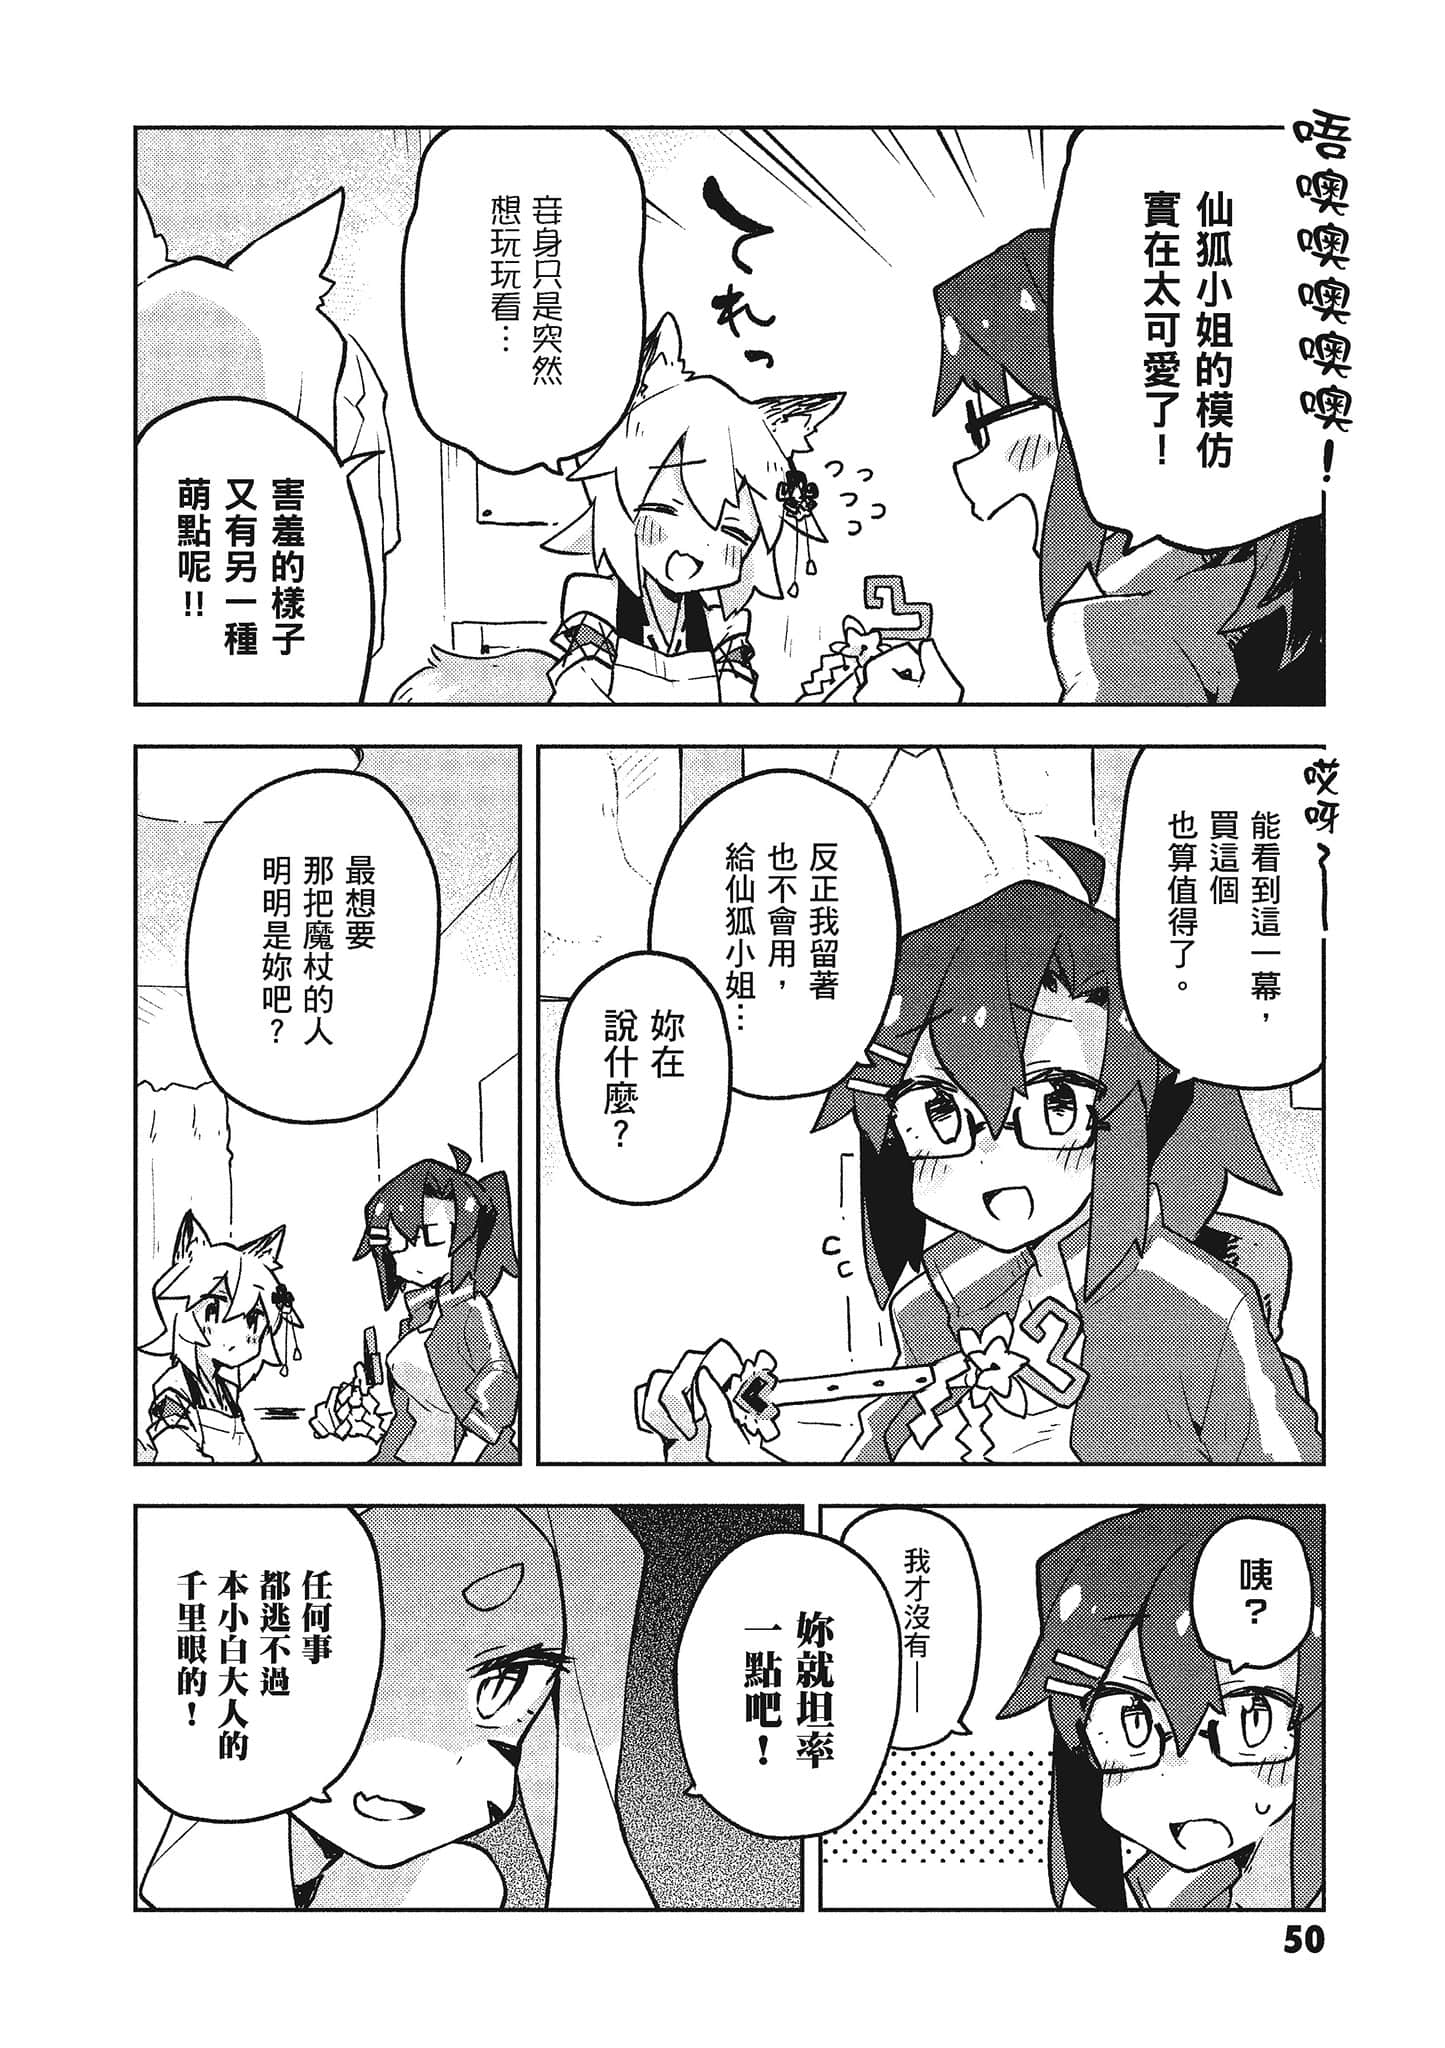 唔噢噢噢噢噢！
仙狐小姐的模仿
實在太可愛了！
てれっ
妾身只是突然
想玩玩看…
害羞的樣子
又有另一種
萌點呢!!
哎呀～
能看到這一幕，
買這個
也算值得了。
反正我留著
也不會用，
給仙狐小姐…
妳在
說什麼？
最想要
那把魔杖的人
明明是妳吧？
咦？
我才沒有——
妳就坦率
一點吧！
任何事
都逃不過
本小白大人的
千里眼的！
50